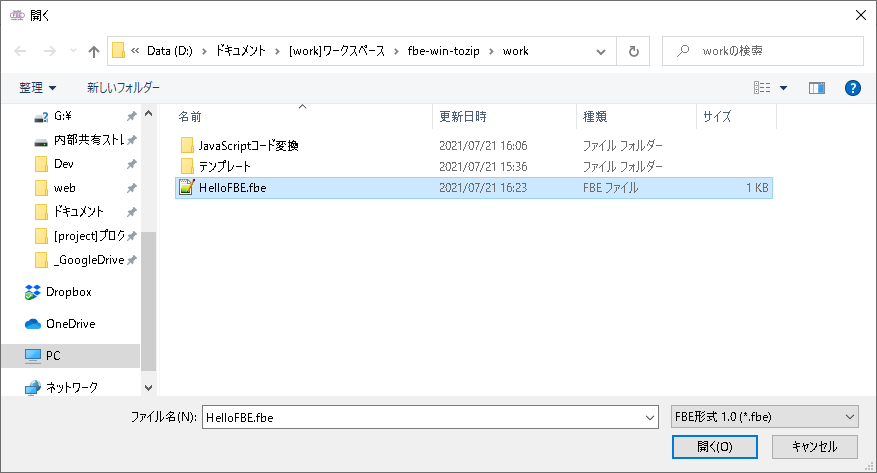 開く
« Data (D:) › ドキュメント › [work]ワークスペース › fbe-win-tozip › work
workの検索
整理 新しいフォルダー
名前 更新日時 種類 サイズ
G:¥
内部共有ストレ
Dev
web
ドキュメント
[project]プログ
_GoogleDrive
Dropbox
OneDrive
PC
ネットワーク
JavaScriptコード変換 2021/07/21 16:06 ファイル フォルダー
テンプレート 2021/07/21 15:36 ファイル フォルダー
HelloFBE.fbe 2021/07/21 16:23 FBE ファイル 1 KB
ファイル名(N): HelloFBE.fbe FBE形式 1.0 (*.fbe)
開く(O) キャンセル